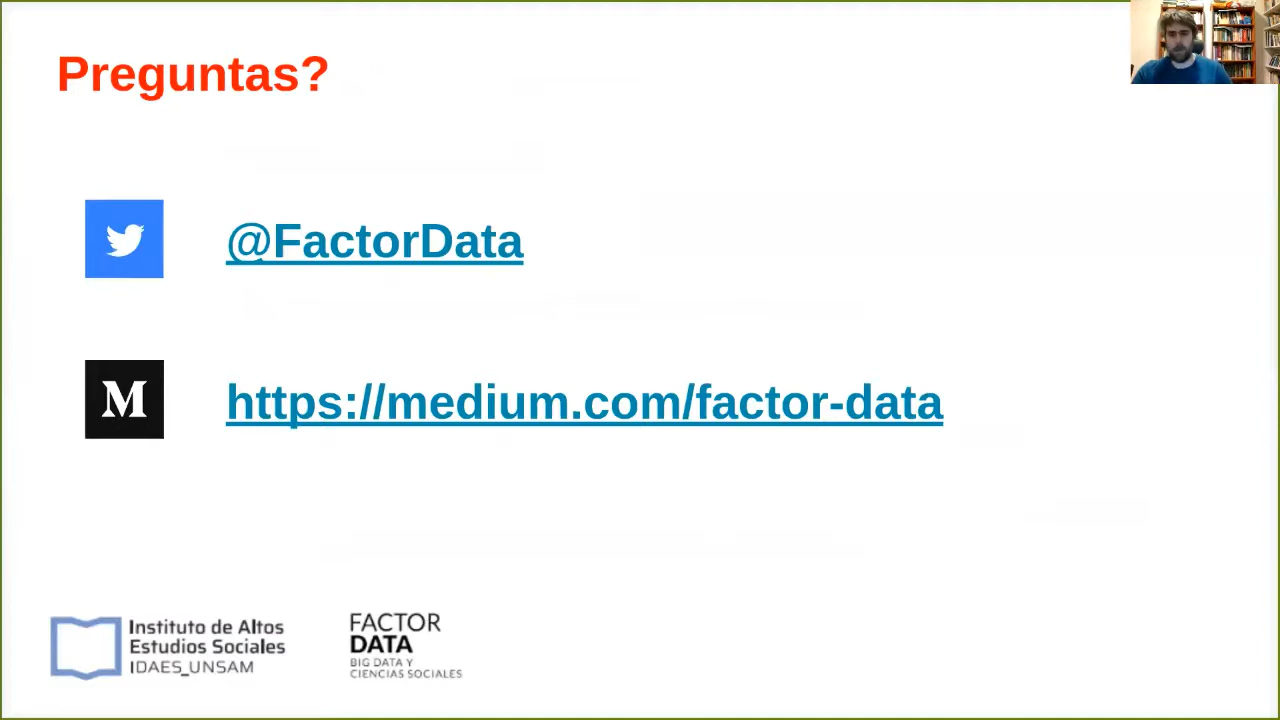 Preguntas?
@FactorData
M
https://medium.com/factor-data
Instituto de Altos
Estudios Sociales
IDAES_UNSAM
FACTOR
DATA
BIG DATA Y
CIENCIAS SOCIALES